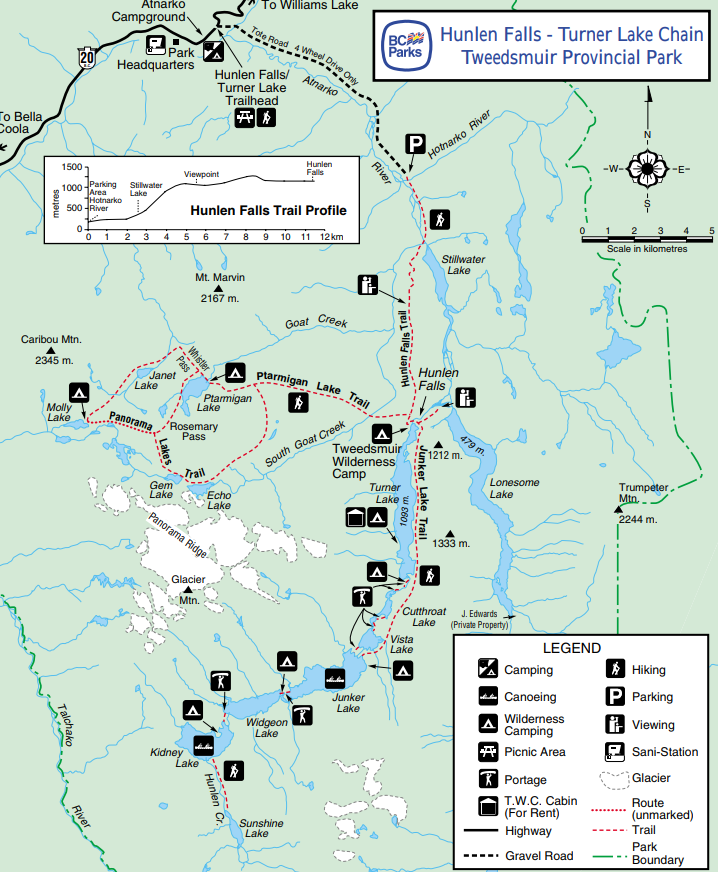 Atnarko
Campground
To Williams Lake
BC
Parks
Hunlen Falls - Turner Lake Chain
Tweedsmuir Provincial Park
20
Park
Headquarters
Tote Road 4 Wheel Drive Only
Hunlen Falls/
Turner Lake
Trailhead
Atnarko
River
To Bella
Coola
P
Hotnarko River
N
W
E
S
0 1 2 3 4 5
Scale in kilometres
1500
1000
500
0
metres
Parking
Area
Hotnarko
River
Stillwater
Lake
Viewpoint
Hunlen
Falls
Hunlen Falls Trail Profile
0 1 2 3 4 5 6 7 8 9 10 11 12 km
Stillwater
Lake
Mt. Marvin
2167 m.
Goat Creek
Hunlen Falls Trail
Caribou Mtn.
2345 m.
Whistler
Pass
Janet
Lake
Ptarmigan
Lake
Ptarmigan Lake Trail
Hunlen
Falls
Molly
Lake
Panorama
Lakes
Trail
Rosemary
Pass
South Goat Creek
Tweedsmuir
Wilderness
Camp
1212 m.
479 m.
Junker Lake Trail
Gem
Lake
Echo
Lake
Turner
Lake
1093 m.
Lonesome
Lake
Trumpeter
Mtn.
2244 m.
Panorama Ridge
1333 m.
Glacier
Mtn.
Cutthroat
Lake
J. Edwards
(Private Property)
Vista
Lake
Junker
Lake
Widgeon
Lake
Kidney
Lake
Talchako
River
Hunlen Cr.
Sunshine
Lake
LEGEND
Camping
Hiking
Canoeing
P
Parking
Wilderness
Camping
Viewing
Picnic Area
Sani-Station
Portage
Glacier
T.W.C. Cabin
(For Rent)
Route
(unmarked)
Highway
Trail
Gravel Road
Park
Boundary